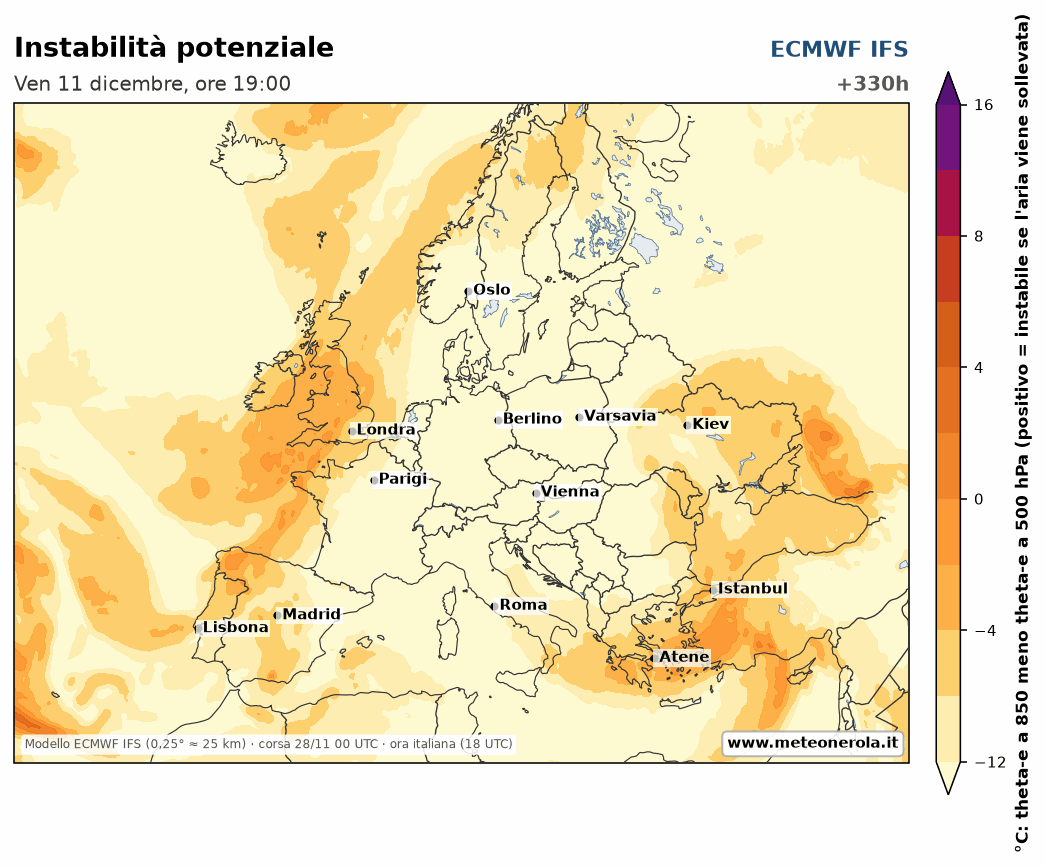 Instabilità potenziale
ECMWF IFS
Ven 11 dicembre, ore 19:00
+330h
Oslo
Berlino
Varsavia
Kiev
Londra
Parigi
Vienna
Istanbul
Roma
Madrid
Lisbona
Atene
Modello ECMWF IFS (0,25° ≈ 25 km) · corsa 28/11 00 UTC · ora italiana (18 UTC)
www.meteonerola.it
16
8
4
0
−4
−12
°C: theta-e a 850 meno theta-e a 500 hPa (positivo = instabile se l'aria viene sollevata)